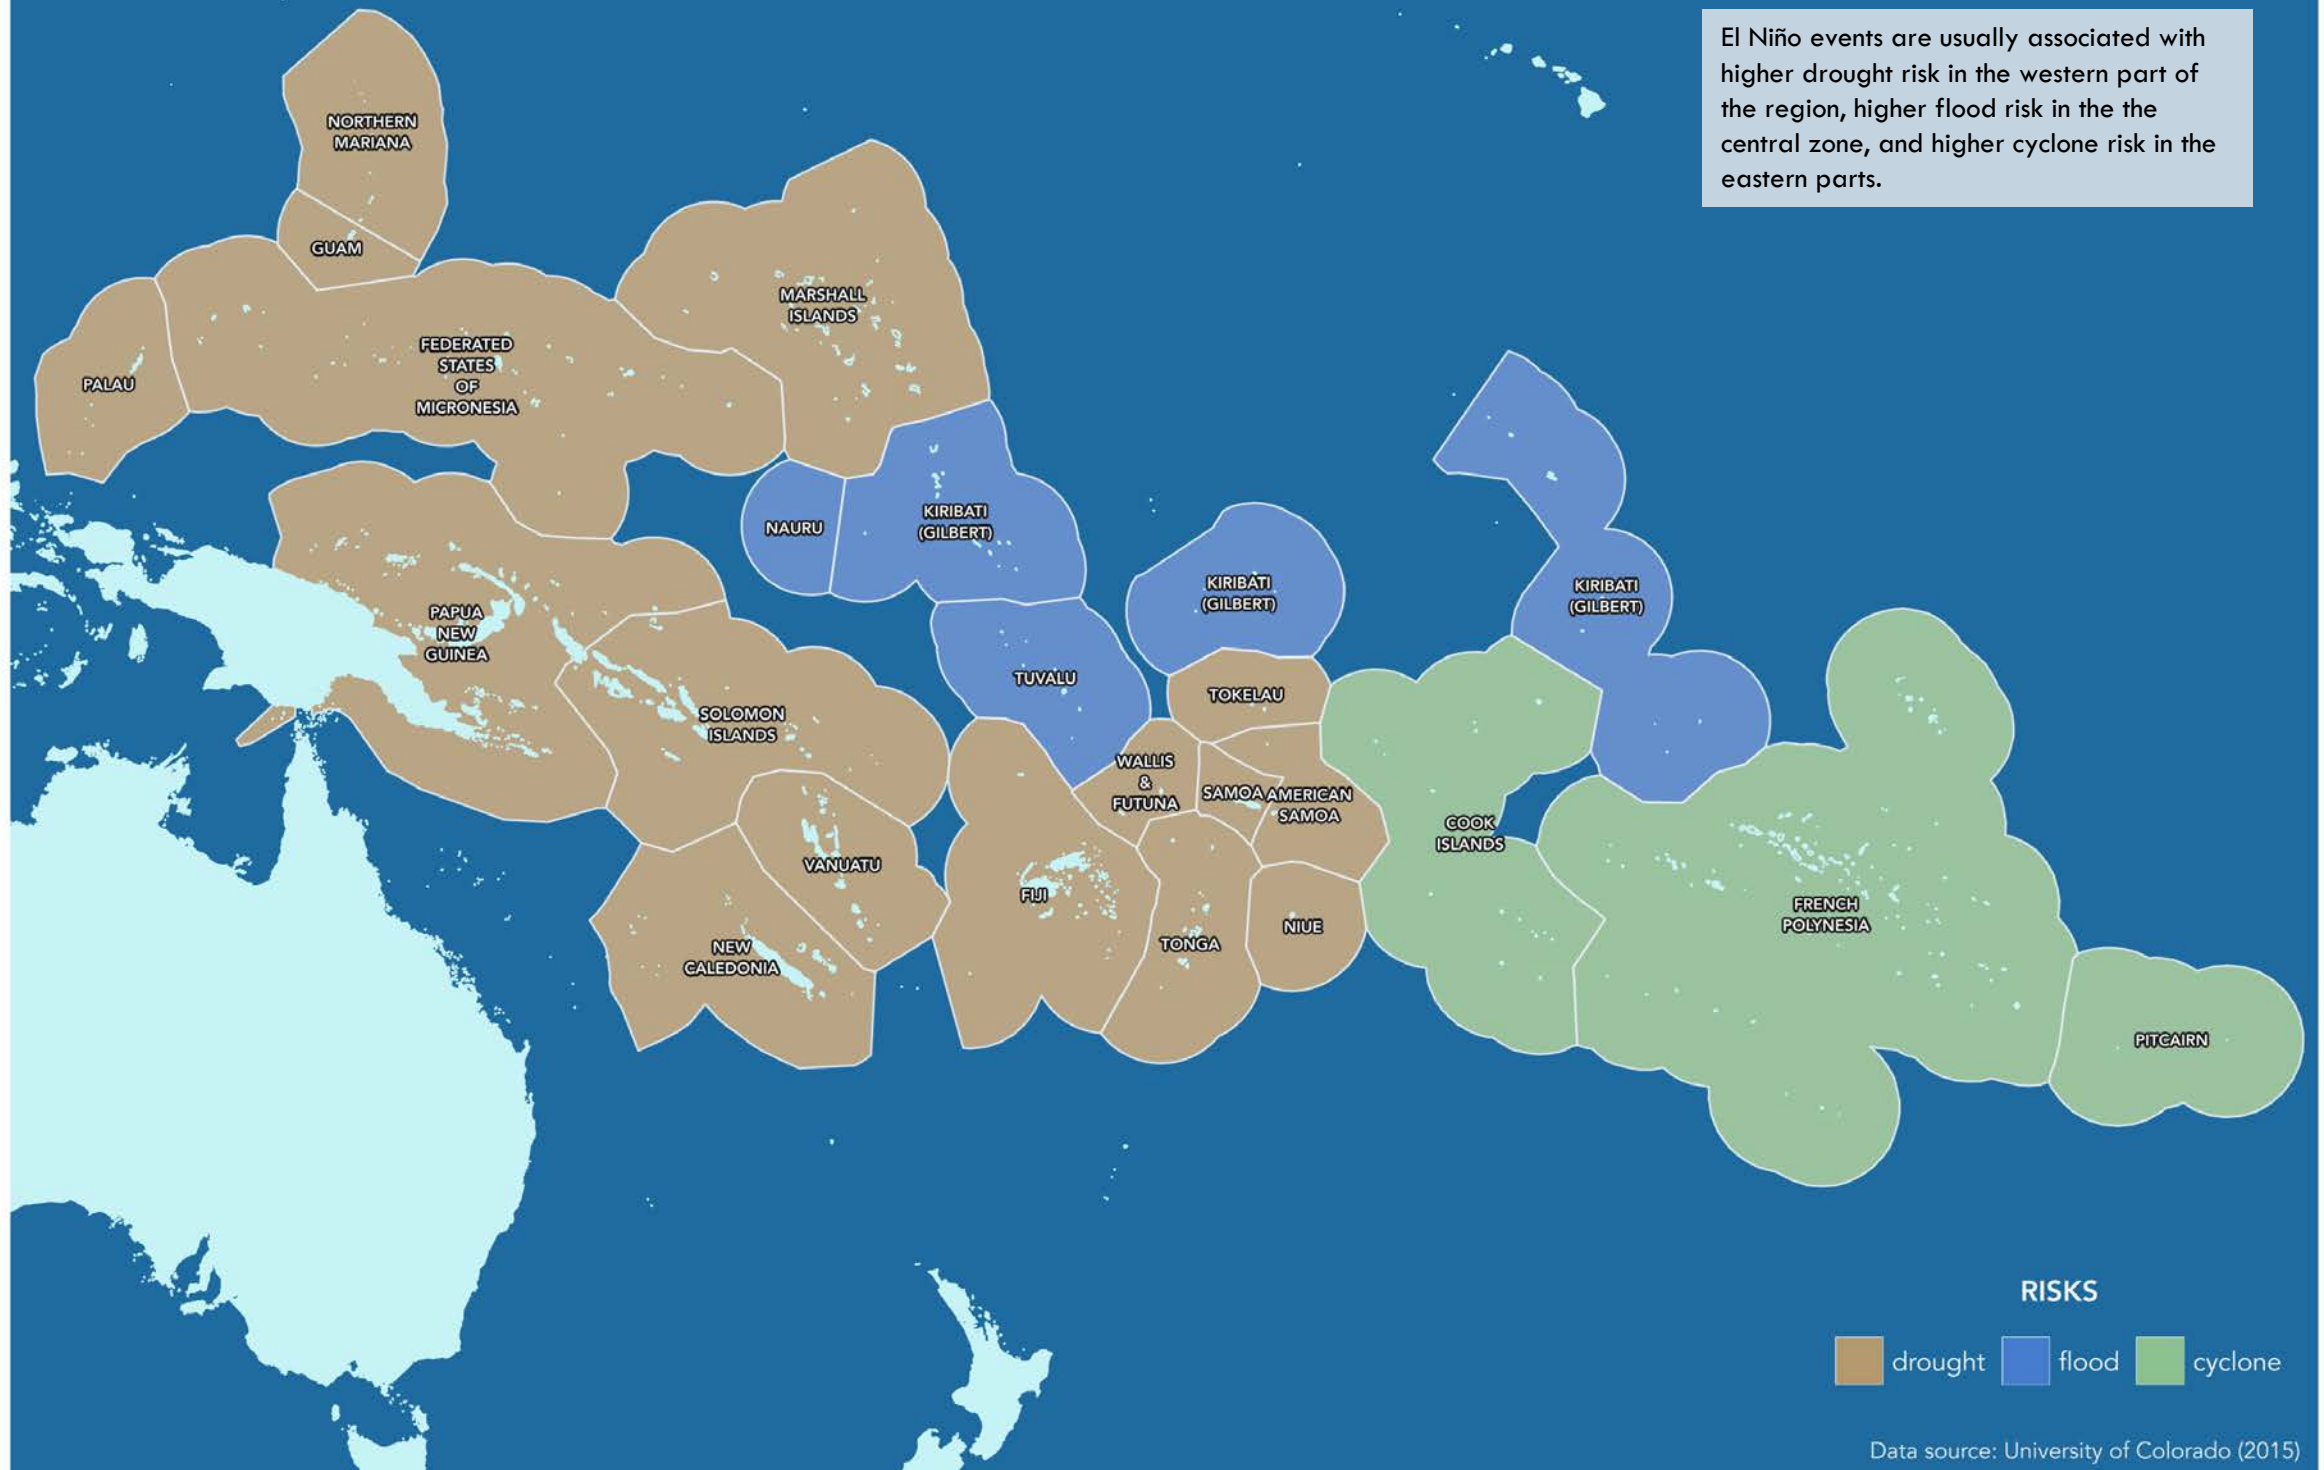 El Niño events are usually associated with
higher drought risk in the western part of
the region, higher flood risk in the the
central zone, and higher cyclone risk in the
eastern parts.
NORTHERN
MARIANA
GUAM
MARSHALL
ISLANDS
FEDERATED
STATES
OF
MICRONESIA
PALAU
NAURU
KIRIBATI
(GILBERT)
KIRIBATI
(GILBERT)
KIRIBATI
(GILBERT)
PAPUA
NEW
GUINEA
TUVALU
TOKELAU
SOLOMON
ISLANDS
WALLIS
&
FUTUNA
SAMOA
AMERICAN
SAMOA
COOK
ISLANDS
VANUATU
FIJI
FRENCH
POLYNESIA
NIUE
TONGA
NEW
CALEDONIA
PITCAIRN
RISKS
drought
flood
cyclone
Data source: University of Colorado (2015)